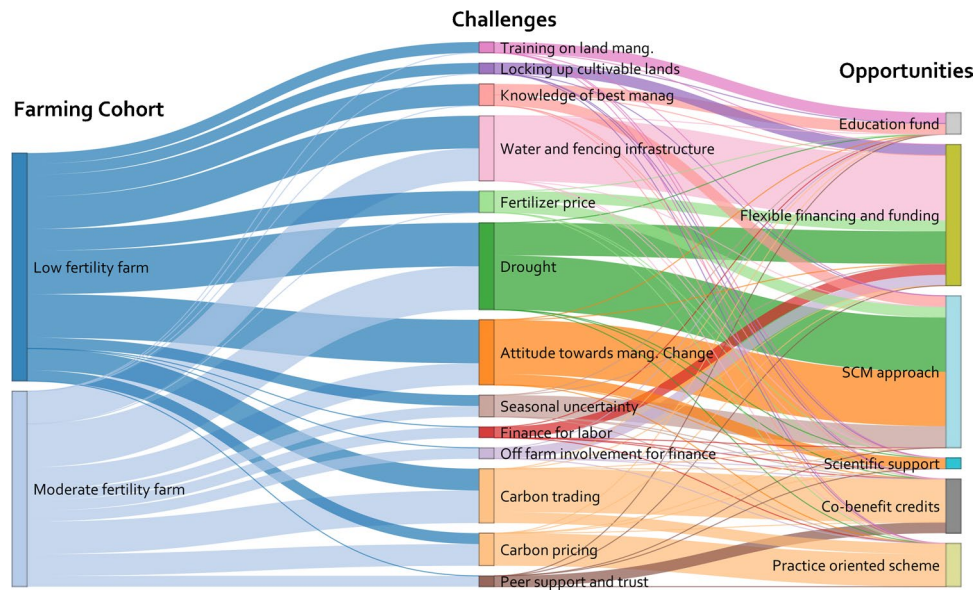 Challenges
Opportunities
Farming Cohort
Low fertility farm
Moderate fertility farm
Training on land mang.
Locking up cultivable lands
Knowledge of best manag
Water and fencing infrastructure
Fertilizer price
Drought
Attitude towards mang. Change
Seasonal uncertainty
Finance for labor
Off farm involvement for finance
Carbon trading
Carbon pricing
Peer support and trust
Education fund
Flexible financing and funding
SCM approach
Scientific support
Co-benefit credits
Practice oriented scheme